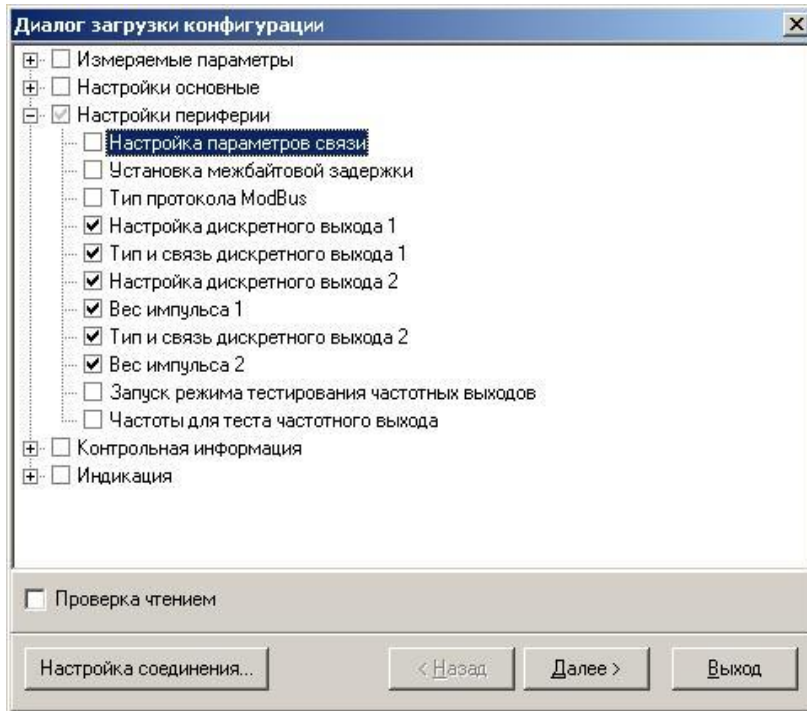 Диалог загрузки конфигурации
Измеряемые параметры
Настройки основные
Настройки периферии
Настройка параметров связи
Установка межбайтовой задержки
Тип протокола ModBus
Настройка дискретного выхода 1
Тип и связь дискретного выхода 1
Настройка дискретного выхода 2
Вес импульса 1
Тип и связь дискретного выхода 2
Вес импульса 2
Запуск режима тестирования частотных выходов
Частоты для теста частотного выхода
Контрольная информация
Индикация
Проверка чтением
Настройка соединения... < Назад Далее > Выход